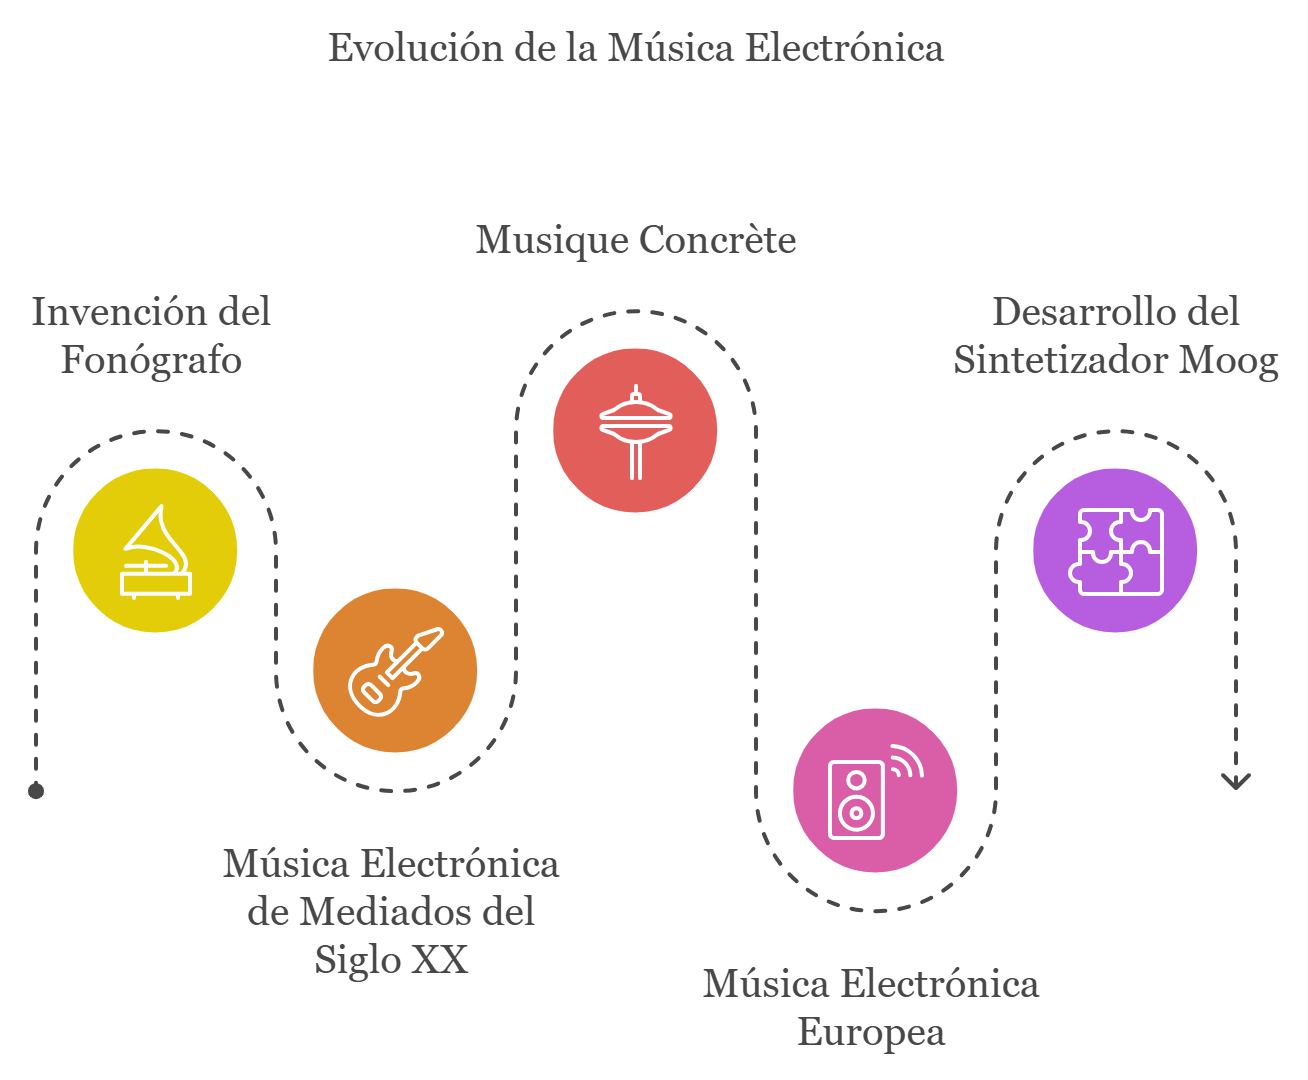 Evolución de la Música Electrónica
Invención del
Fonógrafo
Música Electrónica
de Mediados del
Siglo XX
Musique Concrète
Música Electrónica
Europea
Desarrollo del
Sintetizador Moog